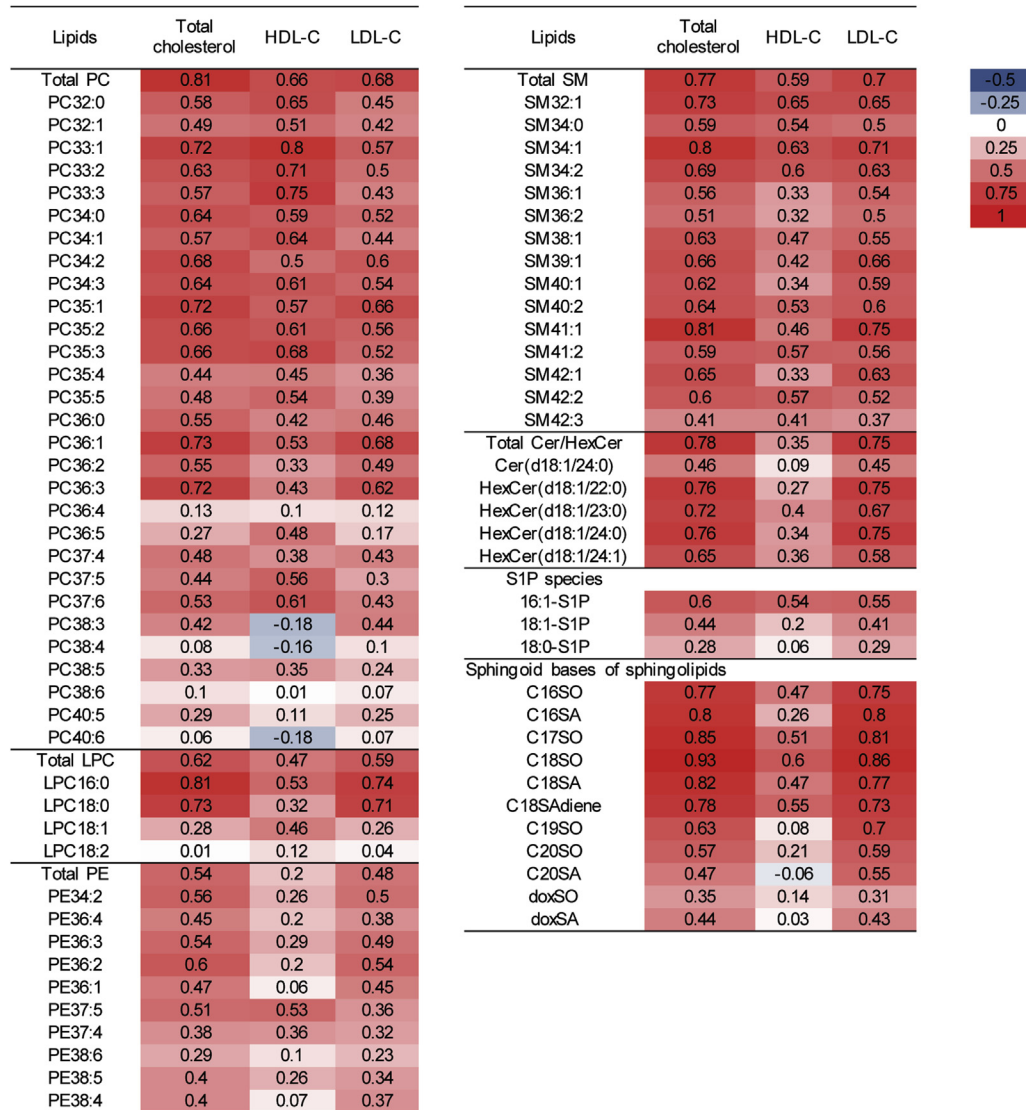 Lipids Total cholesterol HDL-C LDL-C
Total PC 0.81 0.66 0.68
PC32:0 0.58 0.65 0.45
PC32:1 0.49 0.51 0.42
PC33:1 0.72 0.8 0.57
PC33:2 0.63 0.71 0.5
PC33:3 0.57 0.75 0.43
PC34:0 0.64 0.59 0.52
PC34:1 0.57 0.64 0.44
PC34:2 0.68 0.5 0.6
PC34:3 0.64 0.61 0.54
PC35:1 0.72 0.57 0.66
PC35:2 0.66 0.61 0.56
PC35:3 0.66 0.68 0.52
PC35:4 0.44 0.45 0.36
PC35:5 0.48 0.54 0.39
PC36:0 0.55 0.42 0.46
PC36:1 0.73 0.53 0.68
PC36:2 0.55 0.33 0.49
PC36:3 0.72 0.43 0.62
PC36:4 0.13 0.1 0.12
PC36:5 0.27 0.48 0.17
PC37:4 0.48 0.38 0.43
PC37:5 0.44 0.56 0.3
PC37:6 0.53 0.61 0.43
PC38:3 0.42 -0.18 0.44
PC38:4 0.08 -0.16 0.1
PC38:5 0.33 0.35 0.24
PC38:6 0.1 0.01 0.07
PC40:5 0.29 0.11 0.25
PC40:6 0.06 -0.18 0.07
Total LPC 0.62 0.47 0.59
LPC16:0 0.81 0.53 0.74
LPC18:0 0.73 0.32 0.71
LPC18:1 0.28 0.46 0.26
LPC18:2 0.01 0.12 0.04
Total PE 0.54 0.2 0.48
PE34:2 0.56 0.26 0.5
PE36:4 0.45 0.2 0.38
PE36:3 0.54 0.29 0.49
PE36:2 0.6 0.2 0.54
PE36:1 0.47 0.06 0.45
PE37:5 0.51 0.53 0.36
PE37:4 0.38 0.36 0.32
PE38:6 0.29 0.1 0.23
PE38:5 0.4 0.26 0.34
PE38:4 0.4 0.07 0.37
Lipids Total cholesterol HDL-C LDL-C
Total SM 0.77 0.59 0.7
SM32:1 0.73 0.65 0.65
SM34:0 0.59 0.54 0.5
SM34:1 0.8 0.63 0.71
SM34:2 0.69 0.6 0.63
SM36:1 0.56 0.33 0.54
SM36:2 0.51 0.32 0.5
SM38:1 0.63 0.47 0.55
SM39:1 0.66 0.42 0.66
SM40:1 0.62 0.34 0.59
SM40:2 0.64 0.53 0.6
SM41:1 0.81 0.46 0.75
SM41:2 0.59 0.57 0.56
SM42:1 0.65 0.33 0.63
SM42:2 0.6 0.57 0.52
SM42:3 0.41 0.41 0.37
Total Cer/HexCer 0.78 0.35 0.75
Cer(d18:1/24:0) 0.46 0.09 0.45
HexCer(d18:1/22:0) 0.76 0.27 0.75
HexCer(d18:1/23:0) 0.72 0.4 0.67
HexCer(d18:1/24:0) 0.76 0.34 0.75
HexCer(d18:1/24:1) 0.65 0.36 0.58
S1P species
16:1-S1P 0.6 0.54 0.55
18:1-S1P 0.44 0.2 0.41
18:0-S1P 0.28 0.06 0.29
Sphingoid bases of sphingolipids
C16SO 0.77 0.47 0.75
C16SA 0.8 0.26 0.8
C17SO 0.85 0.51 0.81
C18SO 0.93 0.6 0.86
C18SA 0.82 0.47 0.77
C18SAdiene 0.78 0.55 0.73
C19SO 0.63 0.08 0.7
C20SO 0.57 0.21 0.59
C20SA 0.47 -0.06 0.55
doxSO 0.35 0.14 0.31
doxSA 0.44 0.03 0.43
-0.5
-0.25
0
0.25
0.5
0.75
1